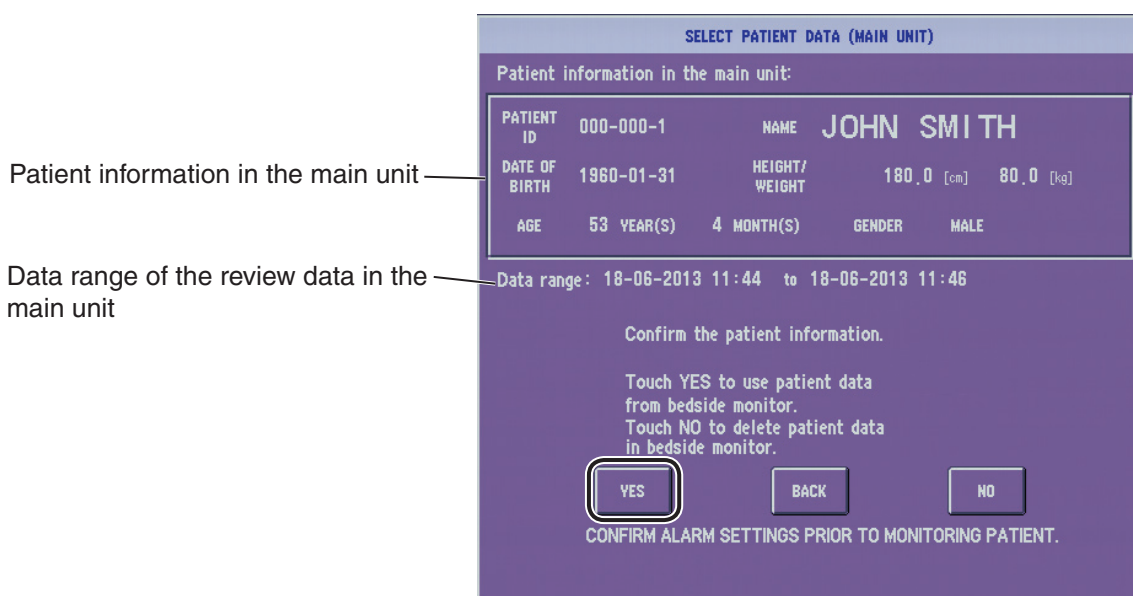 SELECT PATIENT DATA (MAIN UNIT)
Patient information in the main unit:
PATIENT ID 000-000-1 NAME JOHN SMITH
Patient information in the main unit
DATE OF BIRTH 1960-01-31 HEIGHT/ WEIGHT 180.0 [cm] 80.0 [kg]
AGE 53 YEAR(S) 4 MONTH(S) GENDER MALE
Data range of the review data in the
main unit
Data range: 18-06-2013 11:44 to 18-06-2013 11:46
Confirm the patient information.
Touch YES to use patient data
from bedside monitor.
Touch NO to delete patient data
in bedside monitor.
YES BACK NO
CONFIRM ALARM SETTINGS PRIOR TO MONITORING PATIENT.